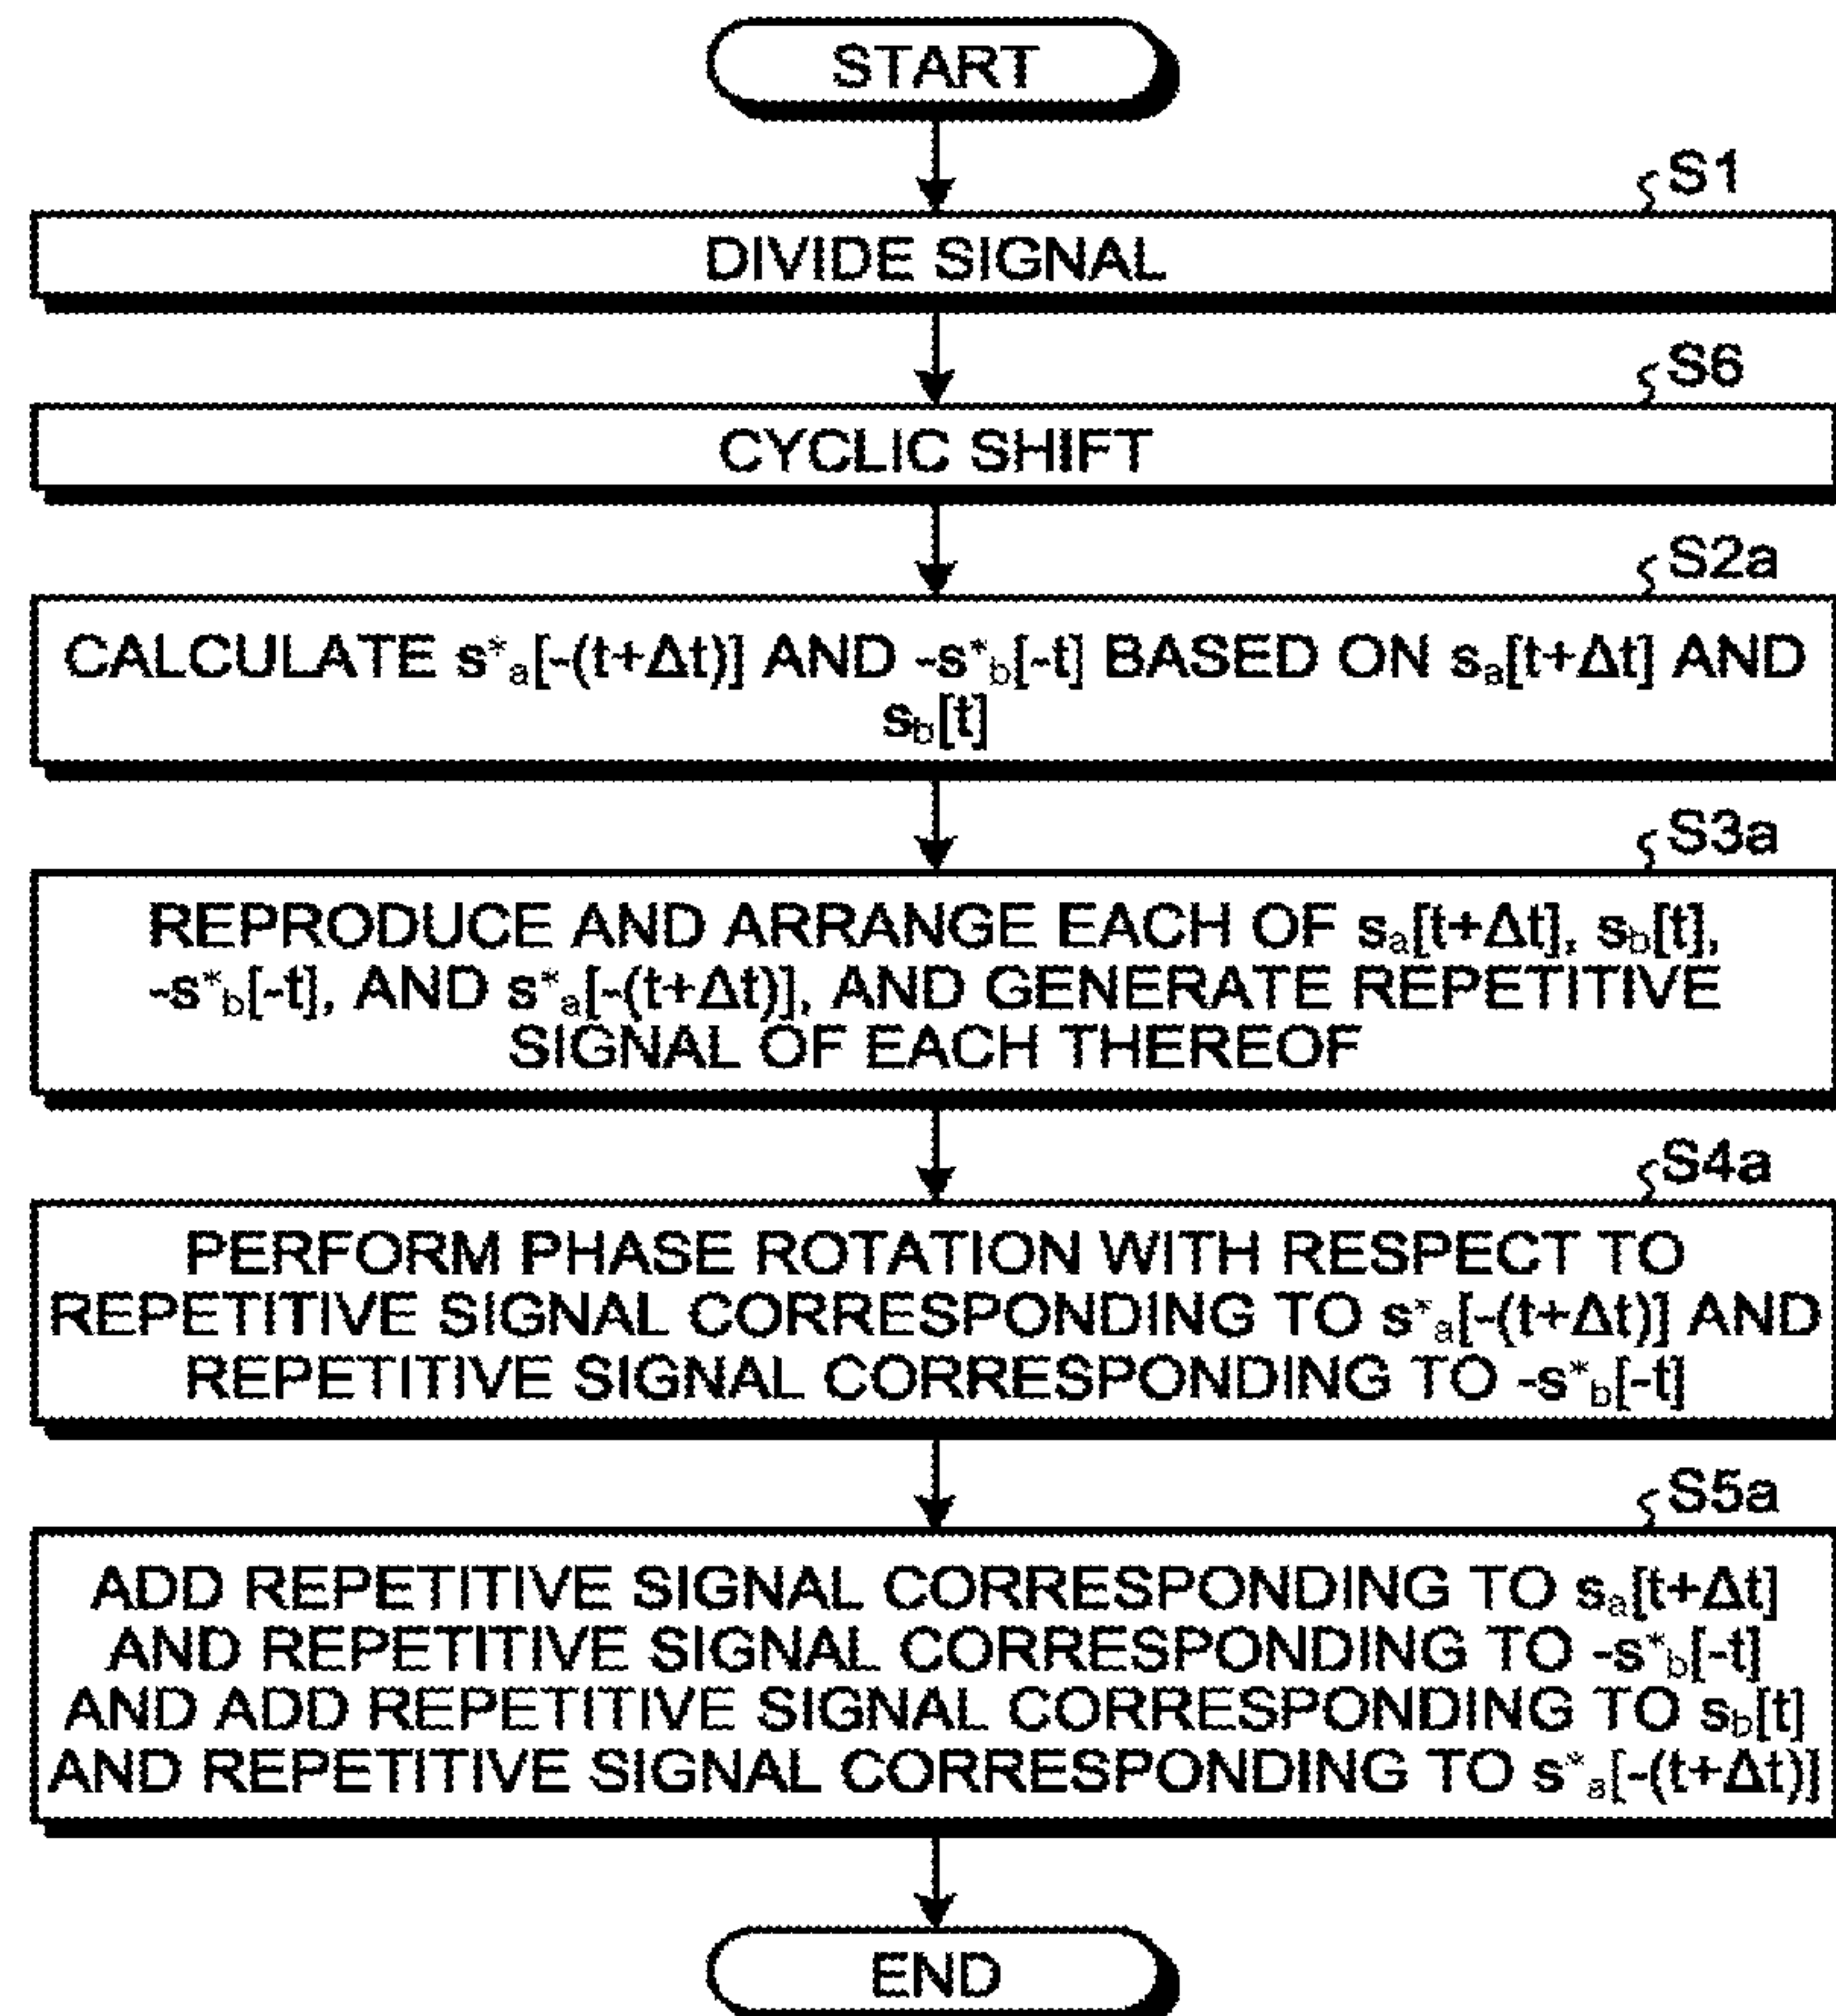 START
S1
DIVIDE SIGNAL
S6
CYCLIC SHIFT
S2a
CALCULATE s*a[-(t+Δt)] AND -s*b[-t] BASED ON sa[t+Δt] AND
sb[t]
S3a
REPRODUCE AND ARRANGE EACH OF sa[t+Δt], sb[t],
-s*b[-t], AND s*a[-(t+Δt)], AND GENERATE REPETITIVE
SIGNAL OF EACH THEREOF
S4a
PERFORM PHASE ROTATION WITH RESPECT TO
REPETITIVE SIGNAL CORRESPONDING TO s*a[-(t+Δt)] AND
REPETITIVE SIGNAL CORRESPONDING TO -s*b[-t]
S5a
ADD REPETITIVE SIGNAL CORRESPONDING TO sa[t+Δt]
AND REPETITIVE SIGNAL CORRESPONDING TO -s*b[-t]
AND ADD REPETITIVE SIGNAL CORRESPONDING TO sb[t]
AND REPETITIVE SIGNAL CORRESPONDING TO s*a[-(t+Δt)]
END